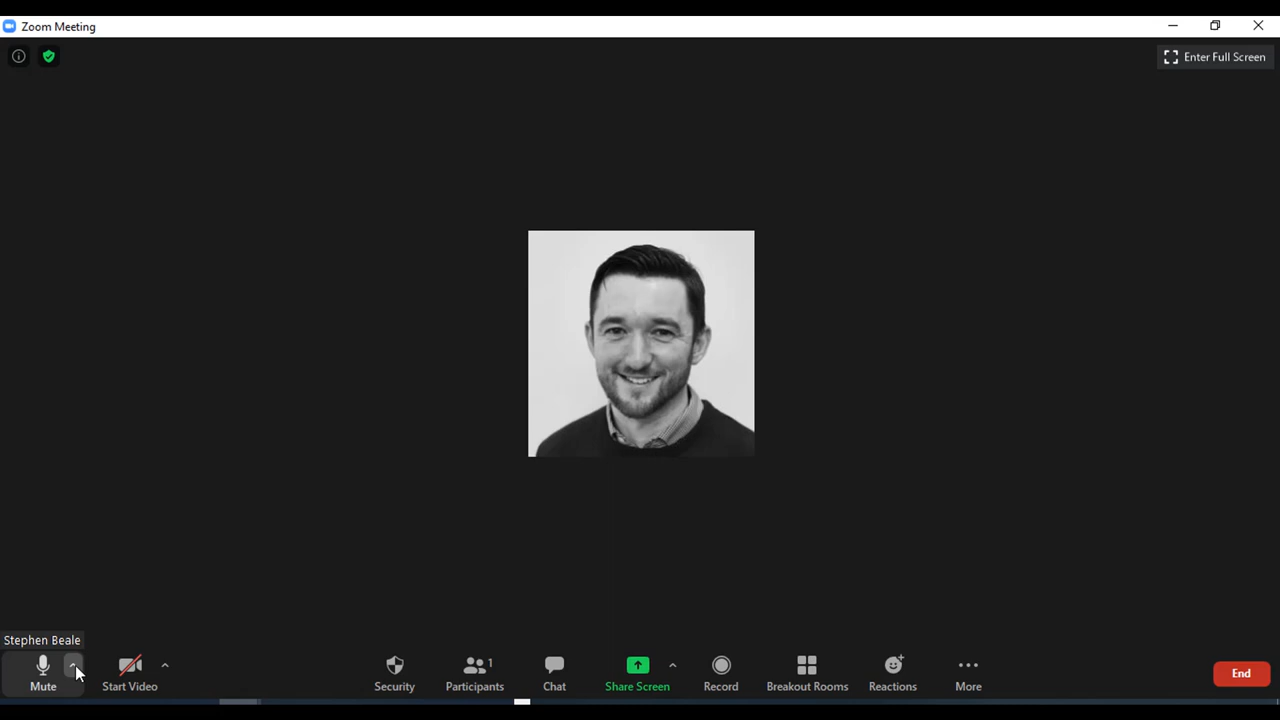 Zoom Meeting
Enter Full Screen
Stephen Beale
Mute
Start Video
Security
Participants 1
Chat
Share Screen
Record
Breakout Rooms
Reactions
More
End